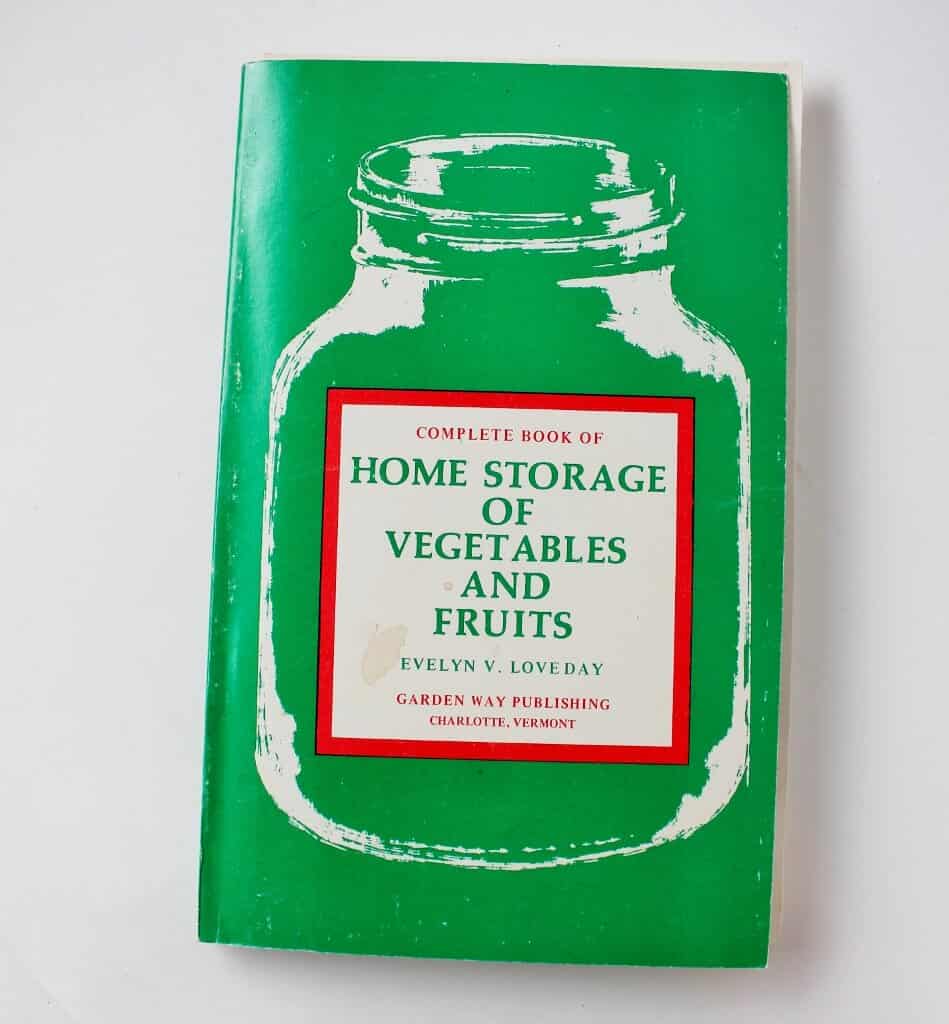 COMPLETE BOOK OF
HOME STORAGE
OF
VEGETABLES
AND
FRUITS
EVELYN V. LOVEDAY
GARDEN WAY PUBLISHING
CHARLOTTE, VERMONT